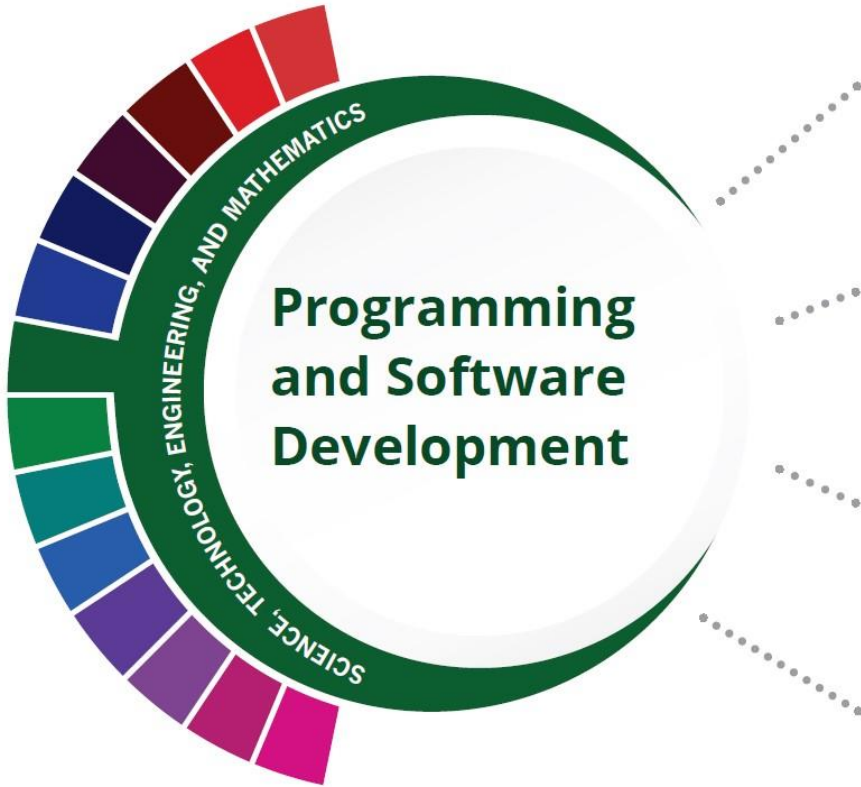 SCIENCE, TECHNOLOGY, ENGINEERING, AND MATHEMATICS
Programming
and Software
Development